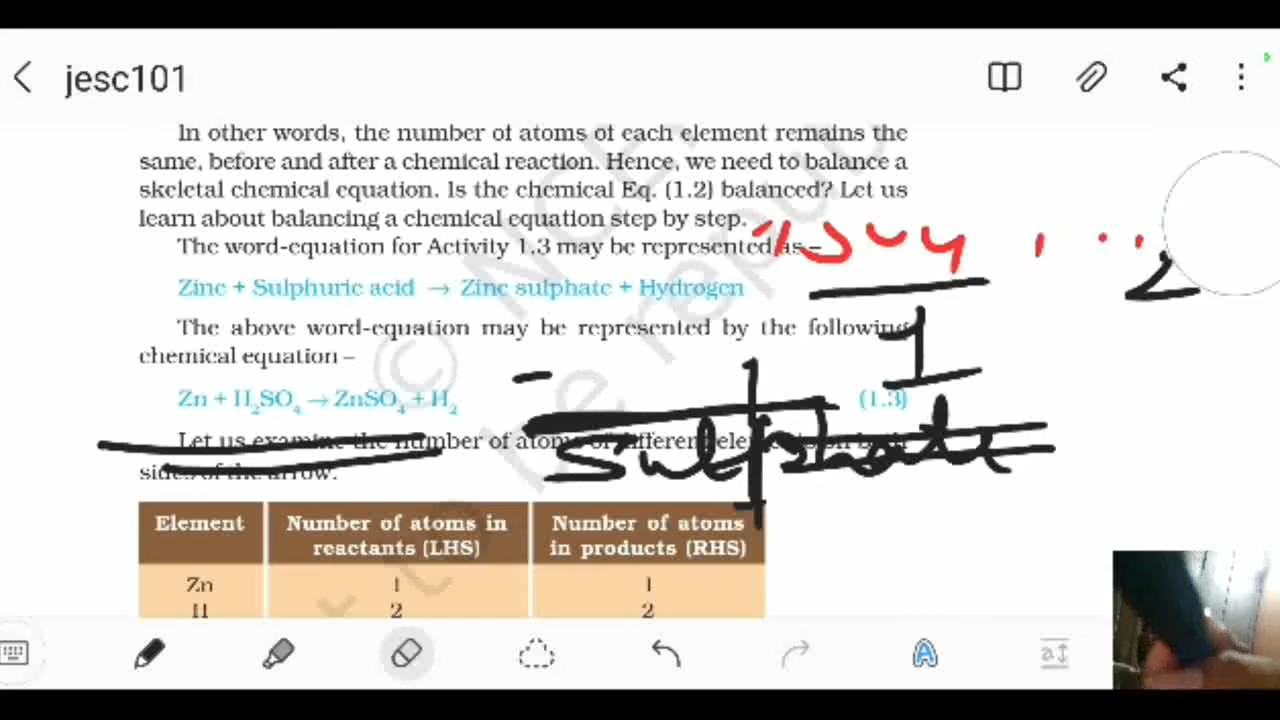 jesc101
In other words, the number of atoms of each element remains the
same, before and after a chemical reaction. Hence, we need to balance a
skeletal chemical equation. Is the chemical Eq. (1.2) balanced? Let us
learn about balancing a chemical equation step by step.
The word-equation for Activity 1.3 may be represented as –
Zinc + Sulphuric acid → Zinc sulphate + Hydrogen
2
The above word-equation may be represented by the following
chemical equation –
1
Zn + H₂SO₄ → ZnSO₄ + H₂ (1.3)
Let us examine the number of atoms of different elements on both
sides of the arrow.
Sulphate
Element Number of atoms in reactants (LHS) Number of atoms in products (RHS)
Zn 1 1
H 2 2